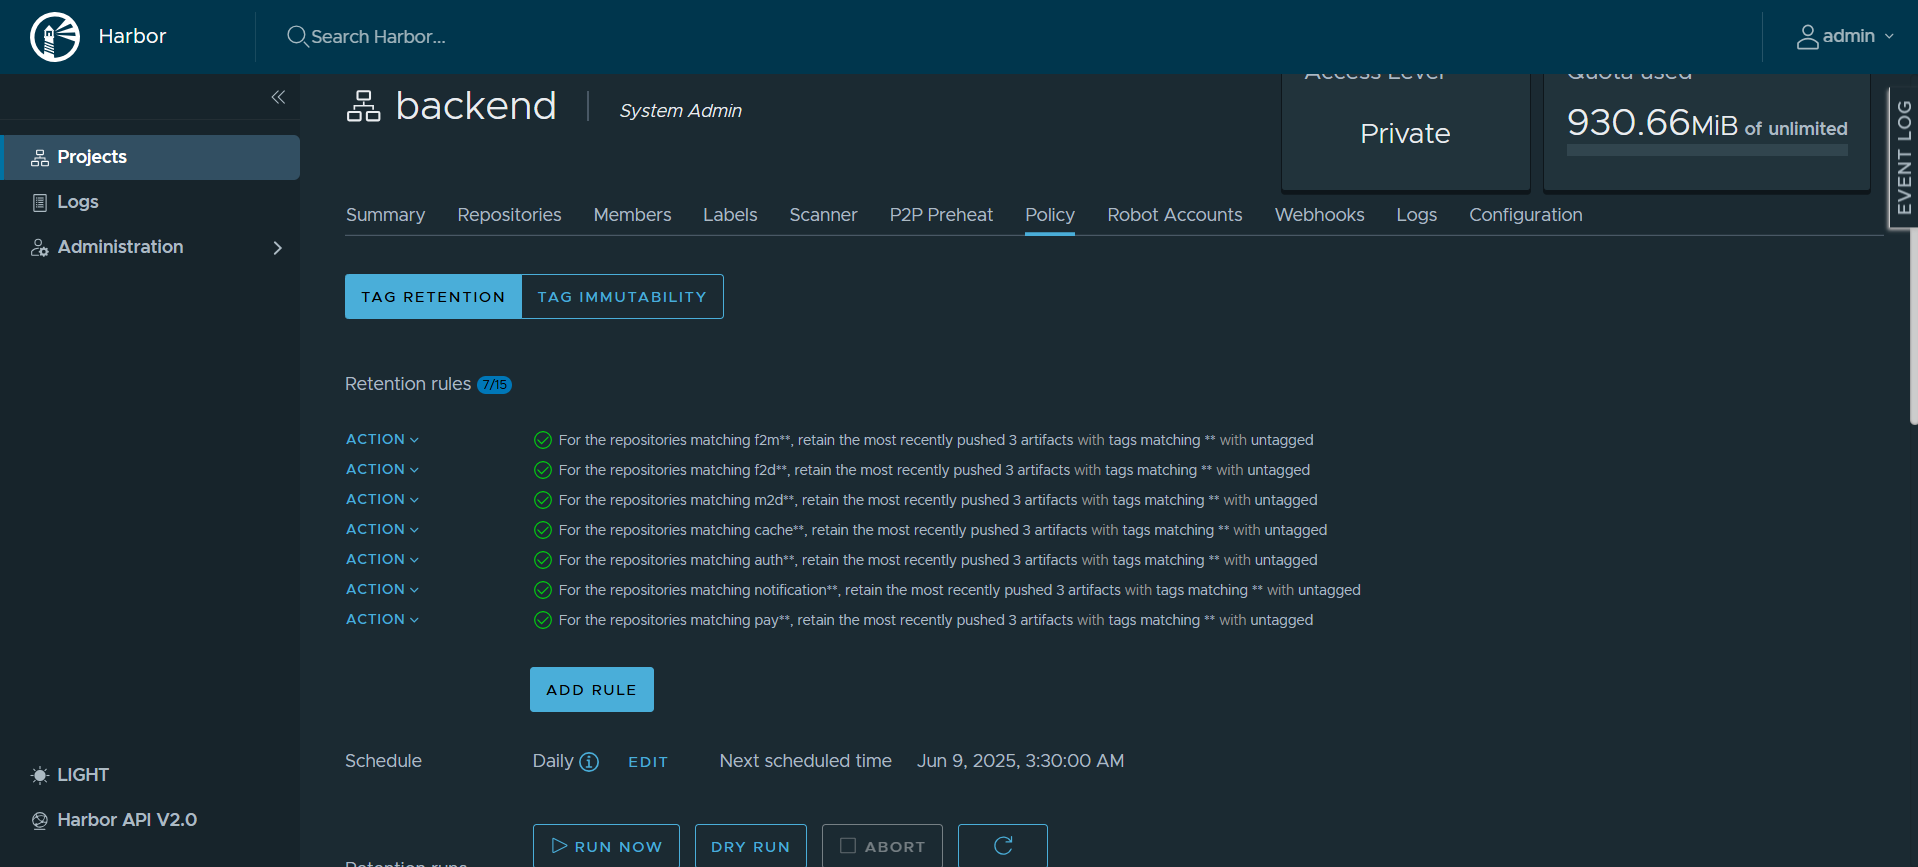 Harbor
Search Harbor...
admin
Projects
Logs
Administration
LIGHT
Harbor API V2.0
backend
System Admin
Access Level
Private
Quota used
930.66MiB of unlimited
EVENT LOG
Summary Repositories Members Labels Scanner P2P Preheat Policy Robot Accounts Webhooks Logs Configuration
TAG RETENTION TAG IMMUTABILITY
Retention rules 7/15
ACTION For the repositories matching f2m**, retain the most recently pushed 3 artifacts with tags matching ** with untagged
ACTION For the repositories matching f2d**, retain the most recently pushed 3 artifacts with tags matching ** with untagged
ACTION For the repositories matching m2d**, retain the most recently pushed 3 artifacts with tags matching ** with untagged
ACTION For the repositories matching cache**, retain the most recently pushed 3 artifacts with tags matching ** with untagged
ACTION For the repositories matching auth**, retain the most recently pushed 3 artifacts with tags matching ** with untagged
ACTION For the repositories matching notification**, retain the most recently pushed 3 artifacts with tags matching ** with untagged
ACTION For the repositories matching pay**, retain the most recently pushed 3 artifacts with tags matching ** with untagged
ADD RULE
Schedule Daily EDIT Next scheduled time Jun 9, 2025, 3:30:00 AM
RUN NOW DRY RUN ABORT
Retention runs